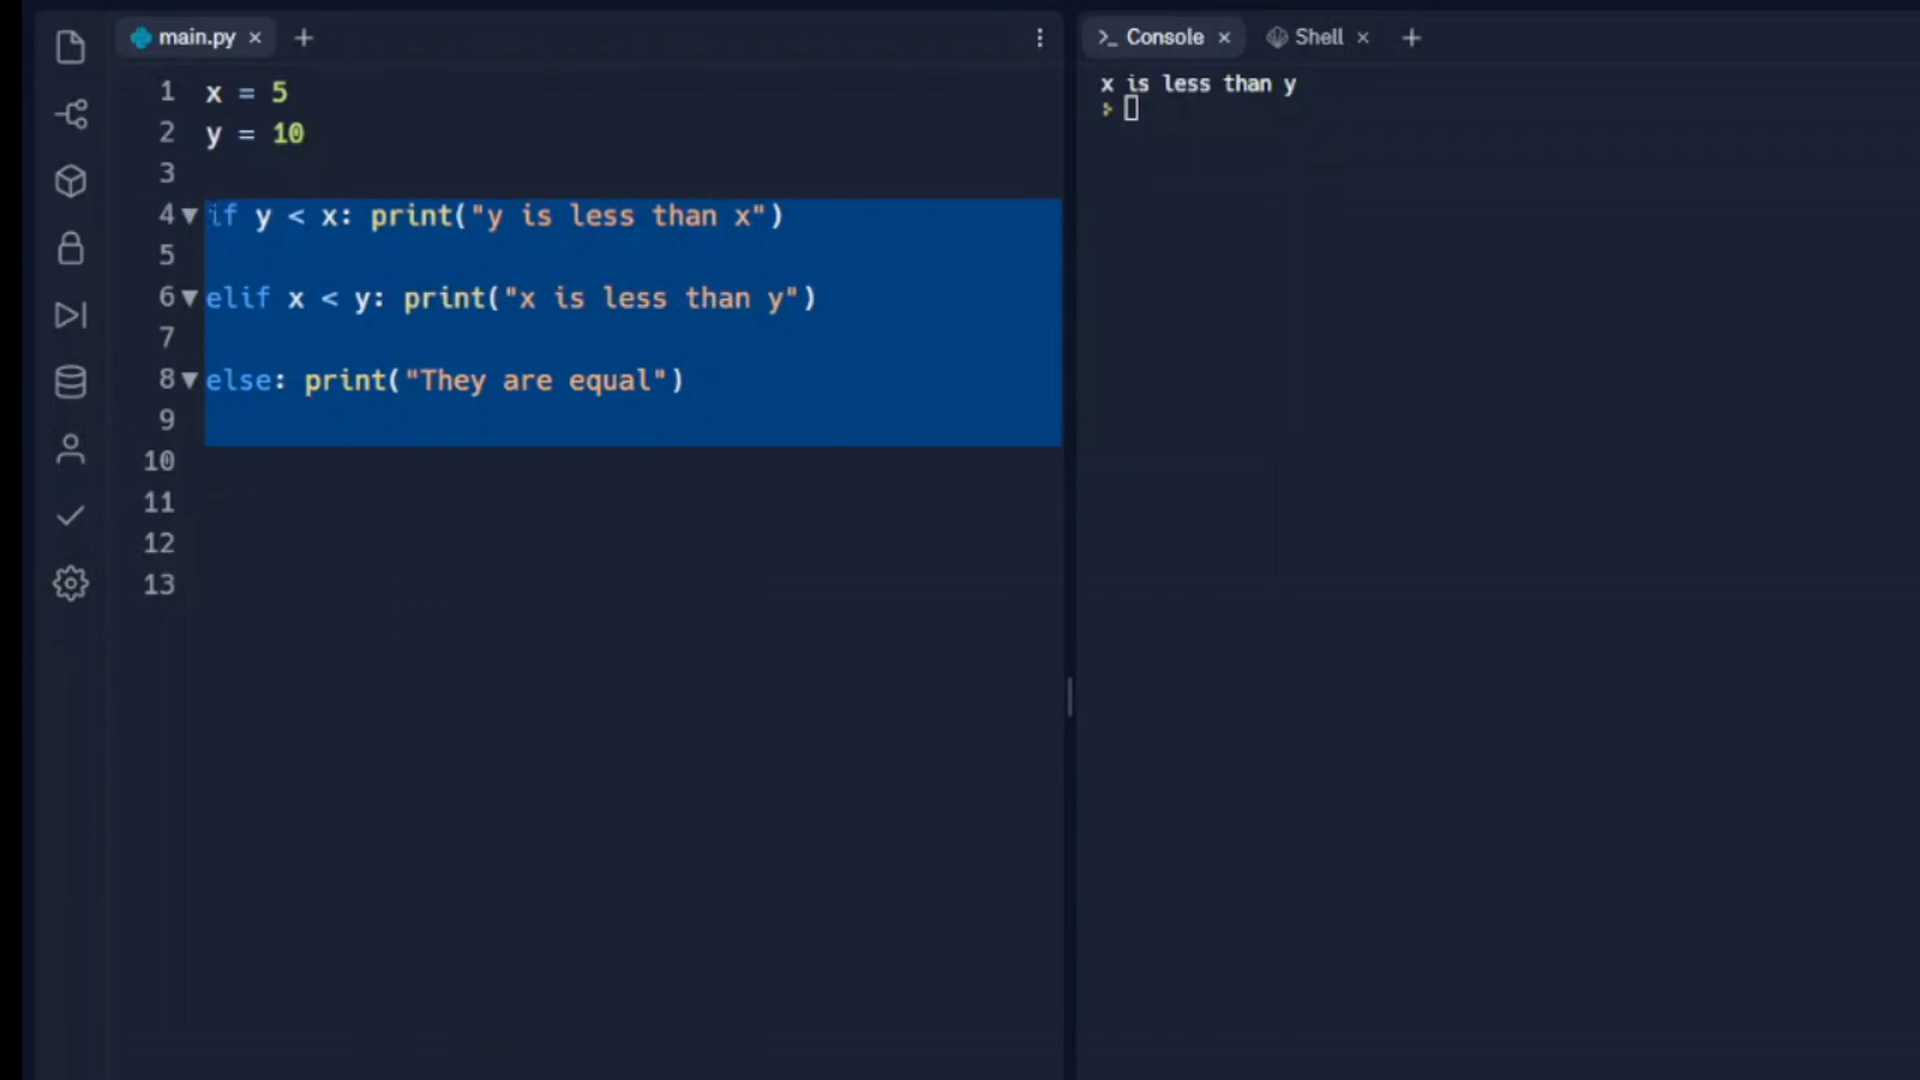 main.py × +
1 x = 5
2 y = 10
3
4 if y < x: print("y is less than x")
5
6 elif x < y: print("x is less than y")
7
8 else: print("They are equal")
9
10
11
12
13
>_ Console × Shell × +
x is less than y